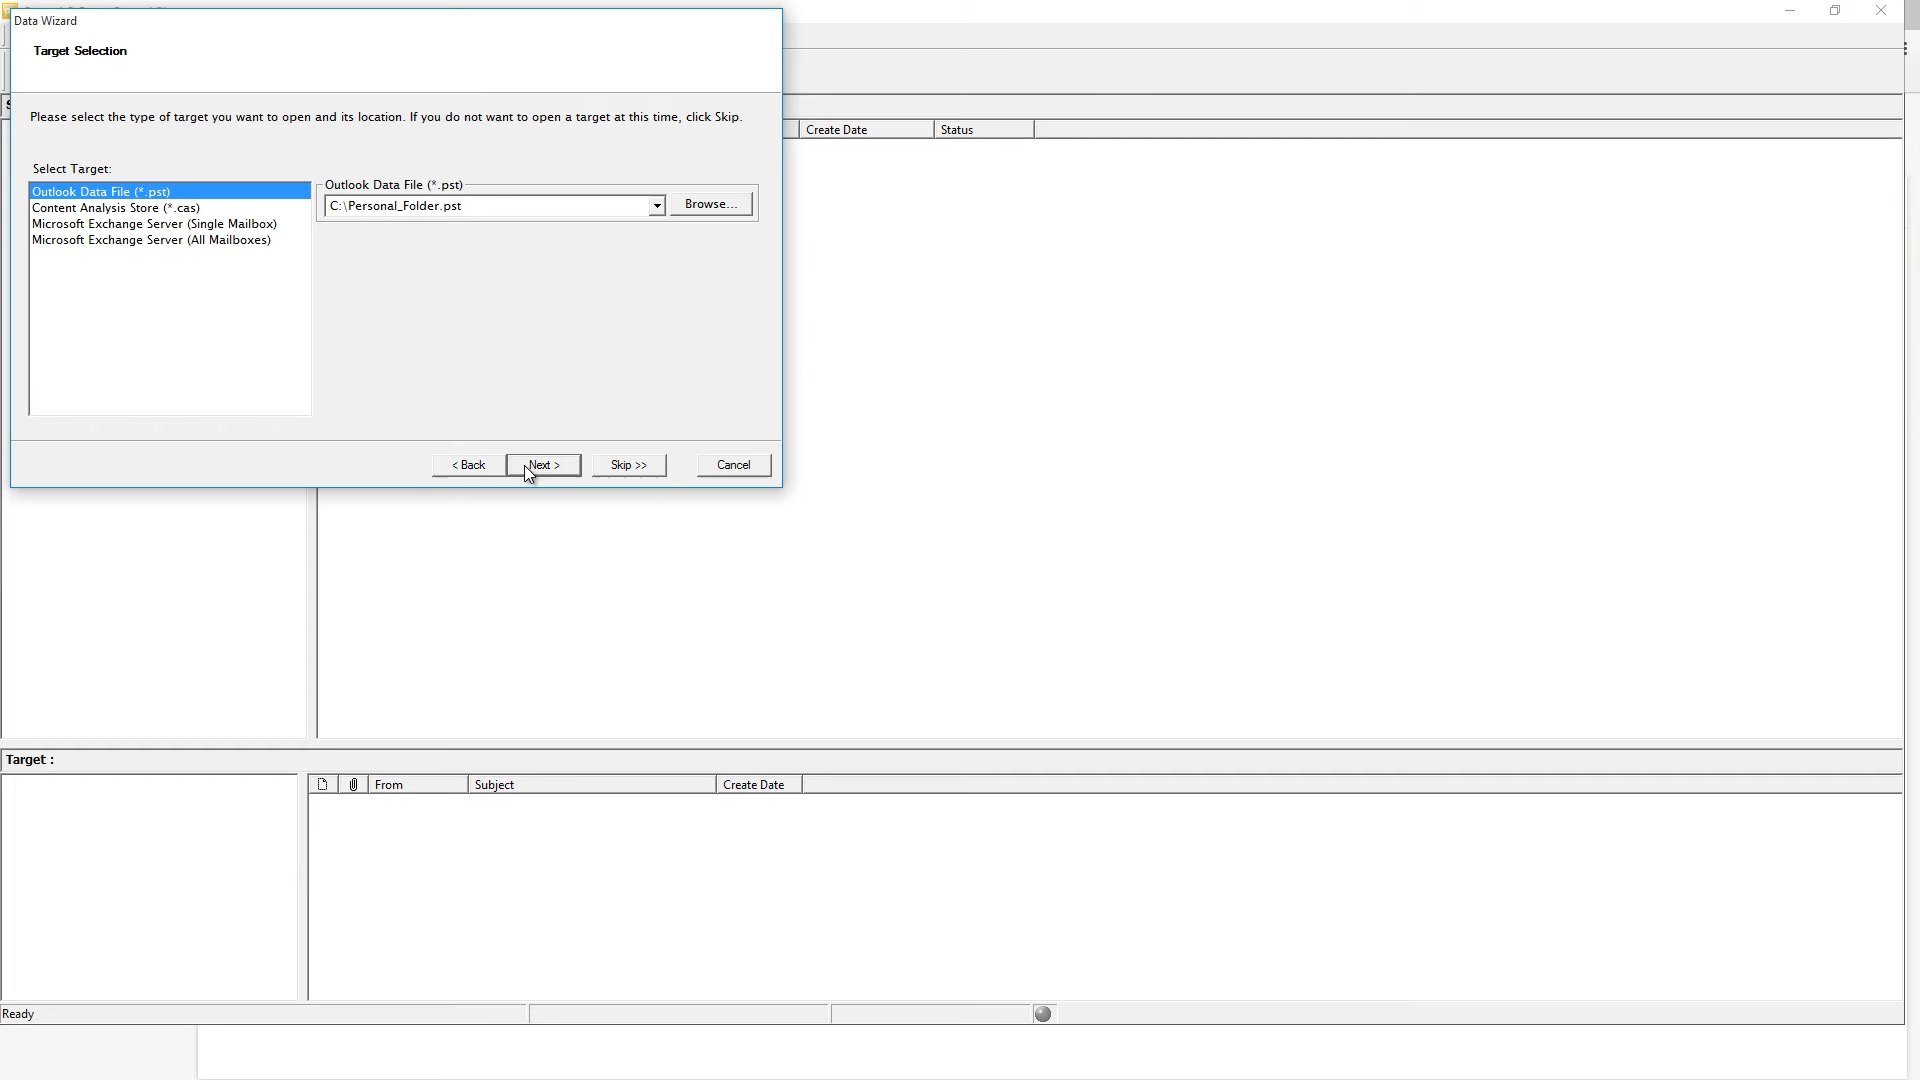 Data Wizard
Target Selection
Please select the type of target you want to open and its location. If you do not want to open a target at this time, click Skip.
Create Date
Status
Select Target:
Outlook Data File (*.pst)
Content Analysis Store (*.cas)
Microsoft Exchange Server (Single Mailbox)
Microsoft Exchange Server (All Mailboxes)
Outlook Data File (*.pst)
C:\Personal_Folder.pst
Browse...
< Back
Next >
Skip >>
Cancel
Target :
From
Subject
Create Date
Ready